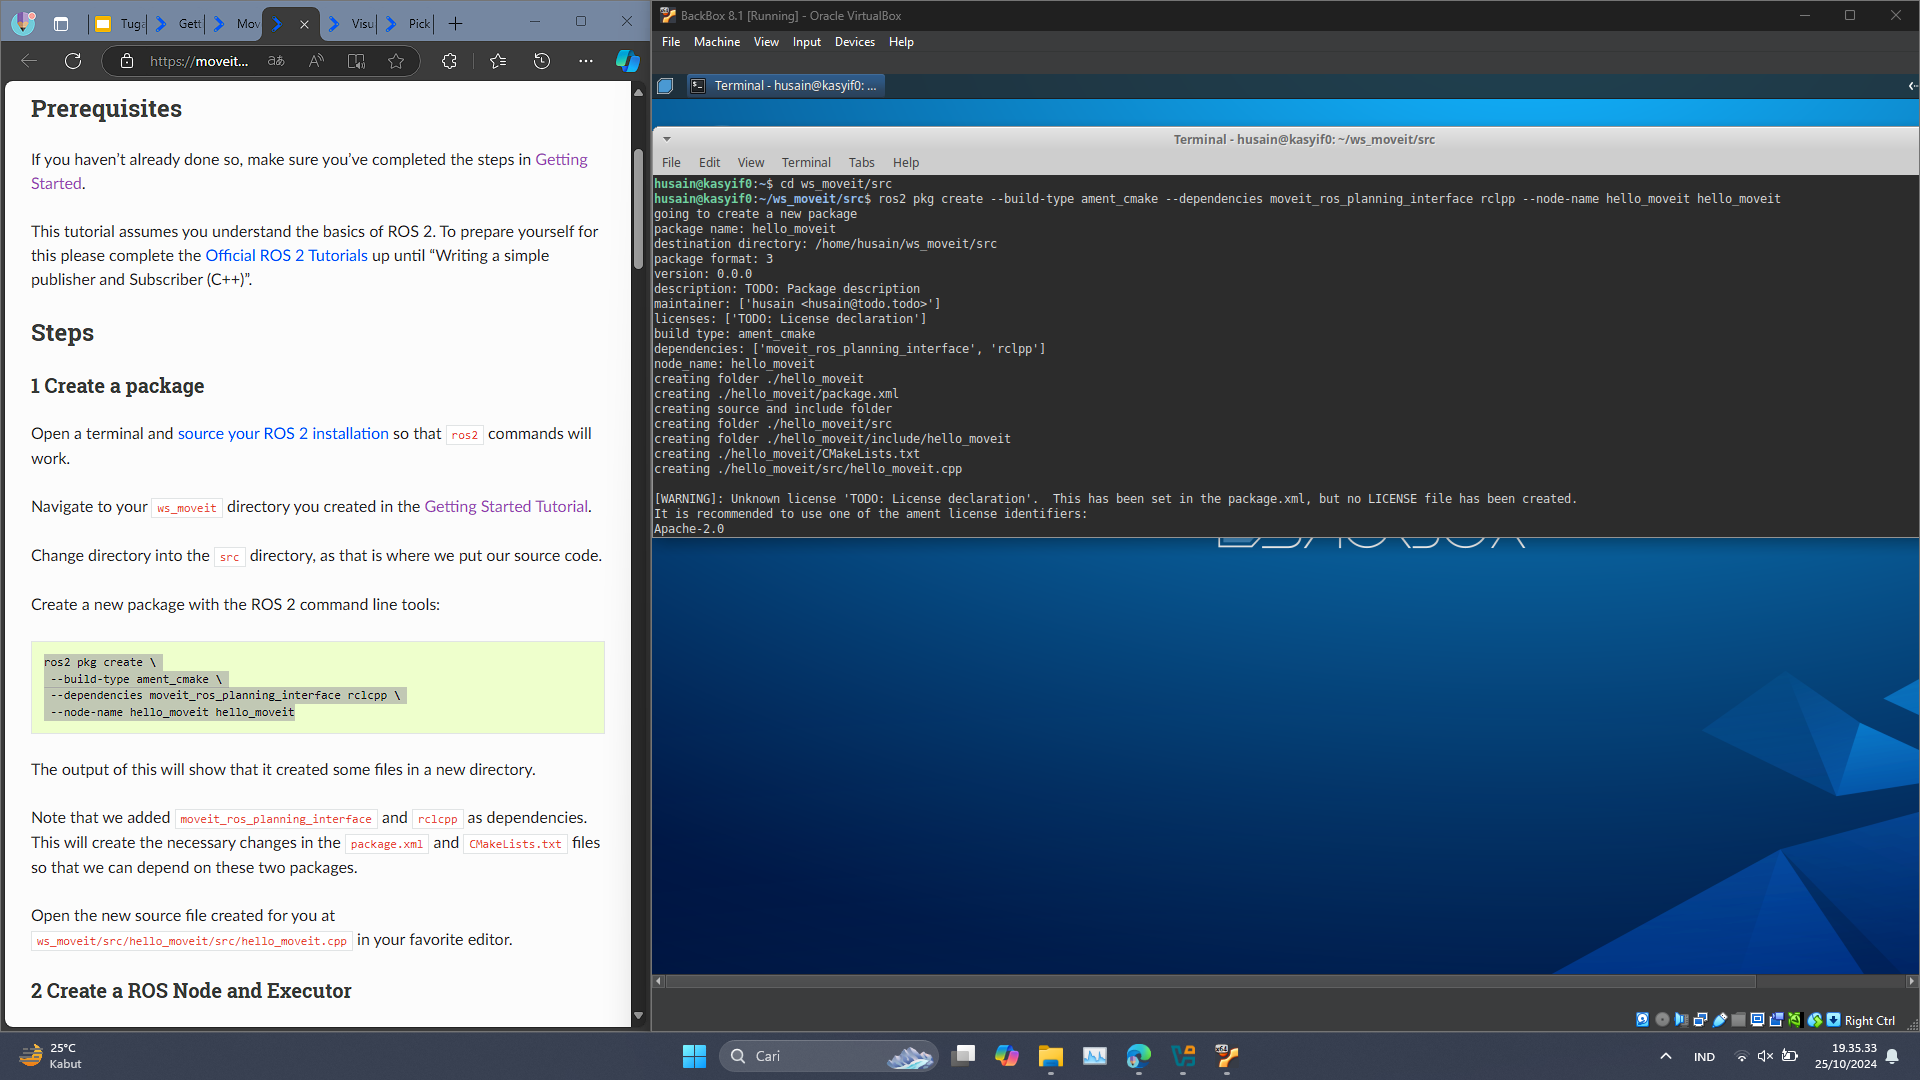 Tuga
Gett
Mov
Visu
Pick
https://moveit...
Prerequisites
If you haven't already done so, make sure you've completed the steps in Getting
Started.
This tutorial assumes you understand the basics of ROS 2. To prepare yourself for
this please complete the Official ROS 2 Tutorials up until “Writing a simple
publisher and Subscriber (C++)”.
Steps
1 Create a package
Open a terminal and source your ROS 2 installation so that ros2 commands will
work.
Navigate to your ws_moveit directory you created in the Getting Started Tutorial.
Change directory into the src directory, as that is where we put our source code.
Create a new package with the ROS 2 command line tools:
ros2 pkg create \
--build-type ament_cmake \
--dependencies moveit_ros_planning_interface rclcpp \
--node-name hello_moveit hello_moveit
The output of this will show that it created some files in a new directory.
Note that we added moveit_ros_planning_interface and rclcpp as dependencies.
This will create the necessary changes in the package.xml and CMakeLists.txt files
so that we can depend on these two packages.
Open the new source file created for you at
ws_moveit/src/hello_moveit/src/hello_moveit.cpp in your favorite editor.
2 Create a ROS Node and Executor
BackBox 8.1 [Running] - Oracle VirtualBox
File Machine View Input Devices Help
Terminal - husain@kasyif0: ...
Terminal - husain@kasyif0: ~/ws_moveit/src
File Edit View Terminal Tabs Help
husain@kasyif0:~$ cd ws_moveit/src
husain@kasyif0:~/ws_moveit/src$ ros2 pkg create --build-type ament_cmake --dependencies moveit_ros_planning_interface rclpp --node-name hello_moveit hello_moveit
going to create a new package
package name: hello_moveit
destination directory: /home/husain/ws_moveit/src
package format: 3
version: 0.0.0
description: TODO: Package description
maintainer: ['husain <husain@todo.todo>']
licenses: ['TODO: License declaration']
build type: ament_cmake
dependencies: ['moveit_ros_planning_interface', 'rclpp']
node_name: hello_moveit
creating folder ./hello_moveit
creating ./hello_moveit/package.xml
creating source and include folder
creating folder ./hello_moveit/src
creating folder ./hello_moveit/include/hello_moveit
creating ./hello_moveit/CMakeLists.txt
creating ./hello_moveit/src/hello_moveit.cpp
[WARNING]: Unknown license 'TODO: License declaration'.  This has been set in the package.xml, but no LICENSE file has been created.
It is recommended to use one of the ament license identifiers:
Apache-2.0
Right Ctrl
25°C
Kabut
Cari
IND
19.35.33
25/10/2024